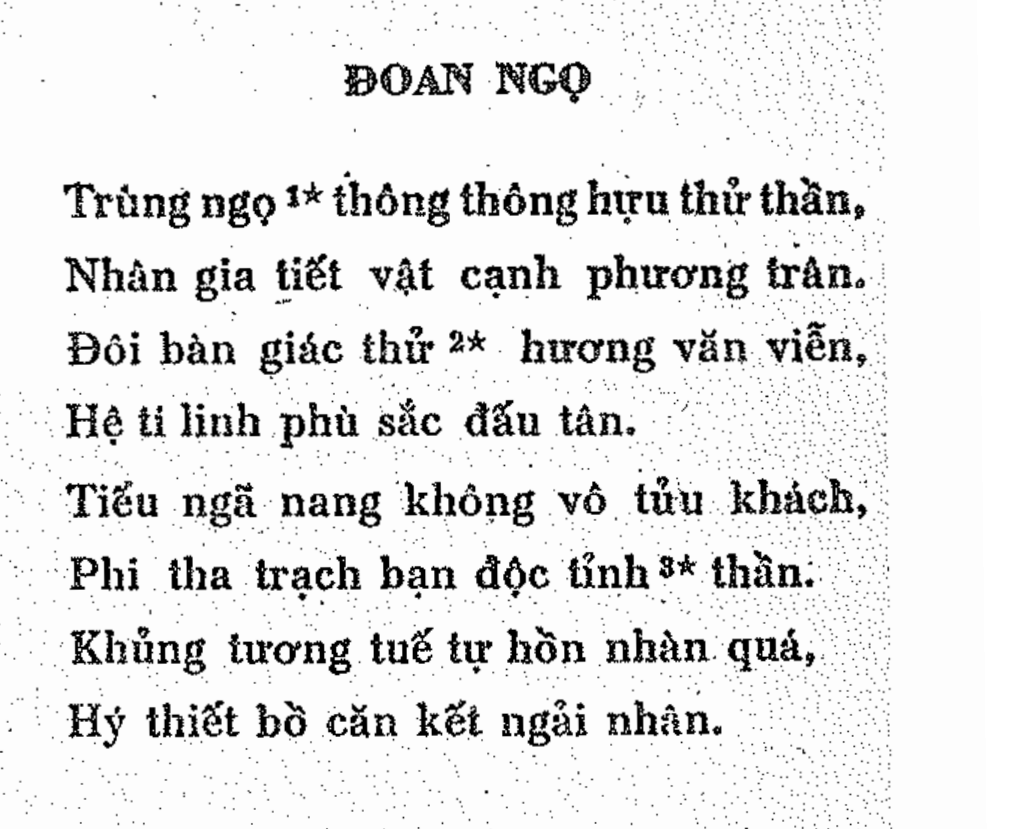 ĐOAN NGỌ
Trùng ngọ ¹* thông thông hựu thử thần,
Nhân gia tiết vật cạnh phương trân.
Đôi bàn giác thử ²* hương văn viễn,
Hệ tí linh phù sắc đấu tân.
Tiếu ngã nang không vô tửu khách,
Phi tha trạch bạn độc tỉnh ³* thần.
Khủng tương tuế tự hồn nhàn quá,
Hý thiết bồ căn kết ngải nhân.